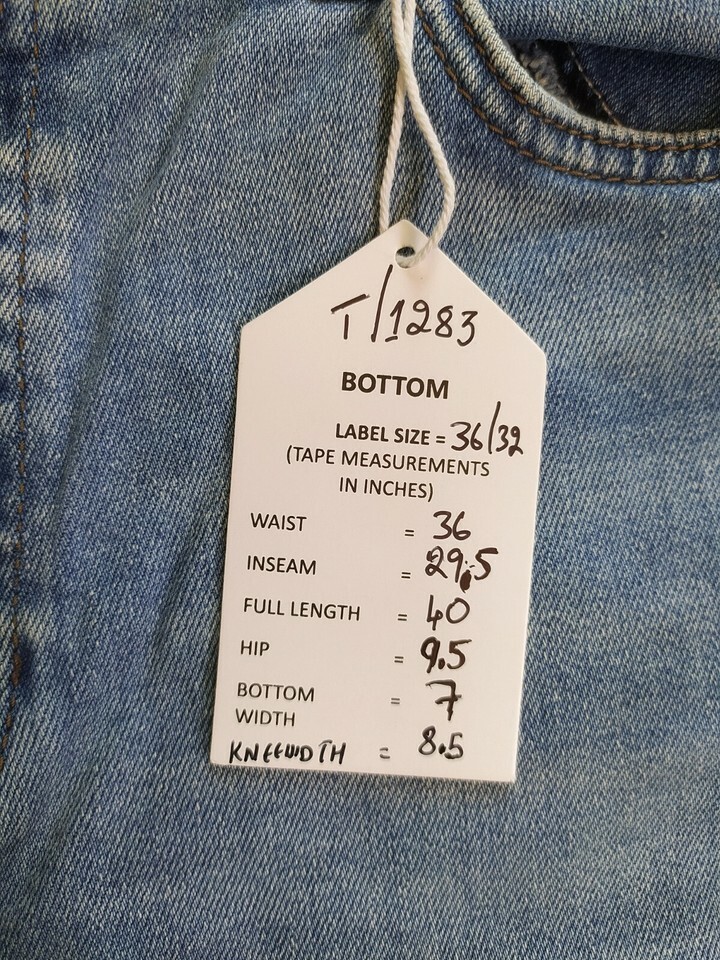 T/1283
BOTTOM
LABEL SIZE = 36/32
(TAPE MEASUREMENTS
IN INCHES)
WAIST = 36
INSEAM = 29.5
FULL LENGTH = 40
HIP = 9.5
BOTTOM = 7
WIDTH
KNEEWDTH = 8.5